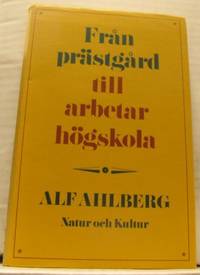 Från
prästgård
till
arbetar
högskola
ALF AHLBERG
Natur och Kultur